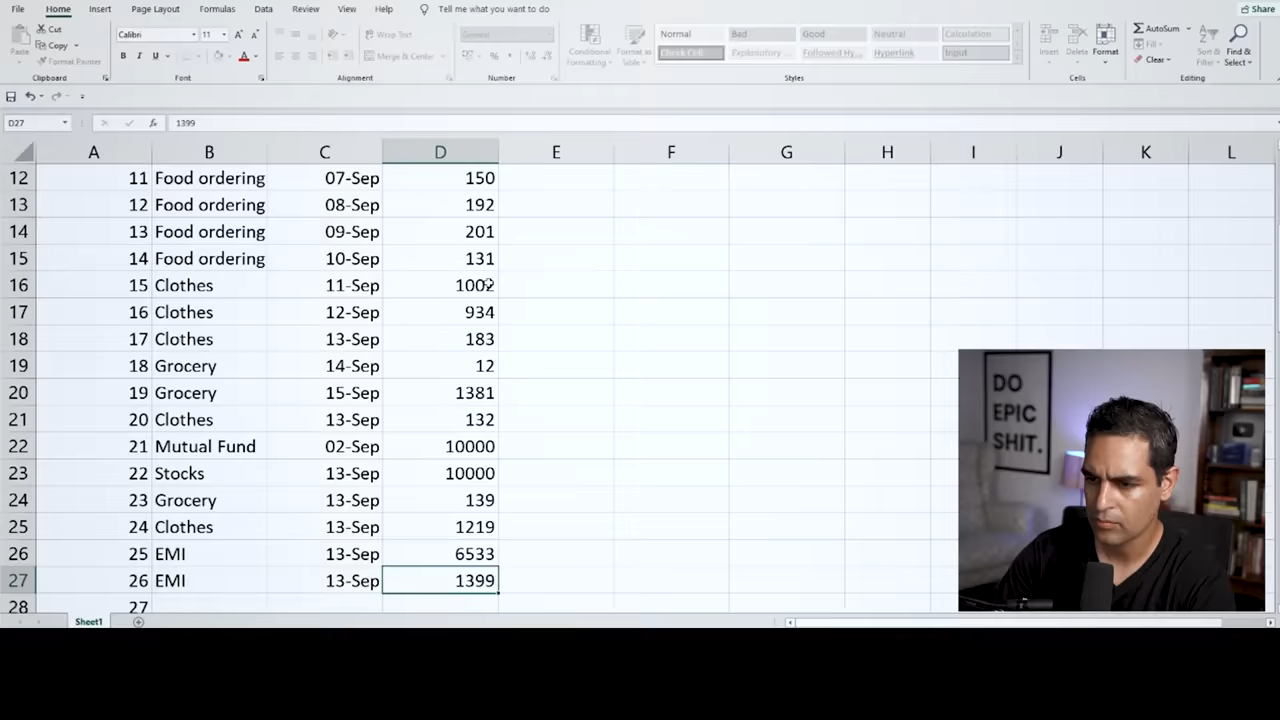 File Home Insert Page Layout Formulas Data Review View Help Tell me what you want to do Share
Cut
Copy
Format Painter
Paste
Clipboard
Calibri 11
B I U
Font
Wrap Text
Merge & Center
Alignment
General
Number
Conditional Formatting
Format as Table
Normal Bad Good Neutral Calculation
Check Cell Explanatory ... Followed Hy... Hyperlink Input
Styles
Insert Delete Format
Cells
AutoSum
Fill
Clear
Sort & Filter
Find & Select
Editing
D27 fx 1399
A B C D E F G H I J K L
12 11 Food ordering 07-Sep 150
13 12 Food ordering 08-Sep 192
14 13 Food ordering 09-Sep 201
15 14 Food ordering 10-Sep 131
16 15 Clothes 11-Sep 1002
17 16 Clothes 12-Sep 934
18 17 Clothes 13-Sep 183
19 18 Grocery 14-Sep 12
20 19 Grocery 15-Sep 1381
21 20 Clothes 13-Sep 132
22 21 Mutual Fund 02-Sep 10000
23 22 Stocks 13-Sep 10000
24 23 Grocery 13-Sep 139
25 24 Clothes 13-Sep 1219
26 25 EMI 13-Sep 6533
27 26 EMI 13-Sep 1399
28 27
Sheet1
DO
EPIC
SHIT.